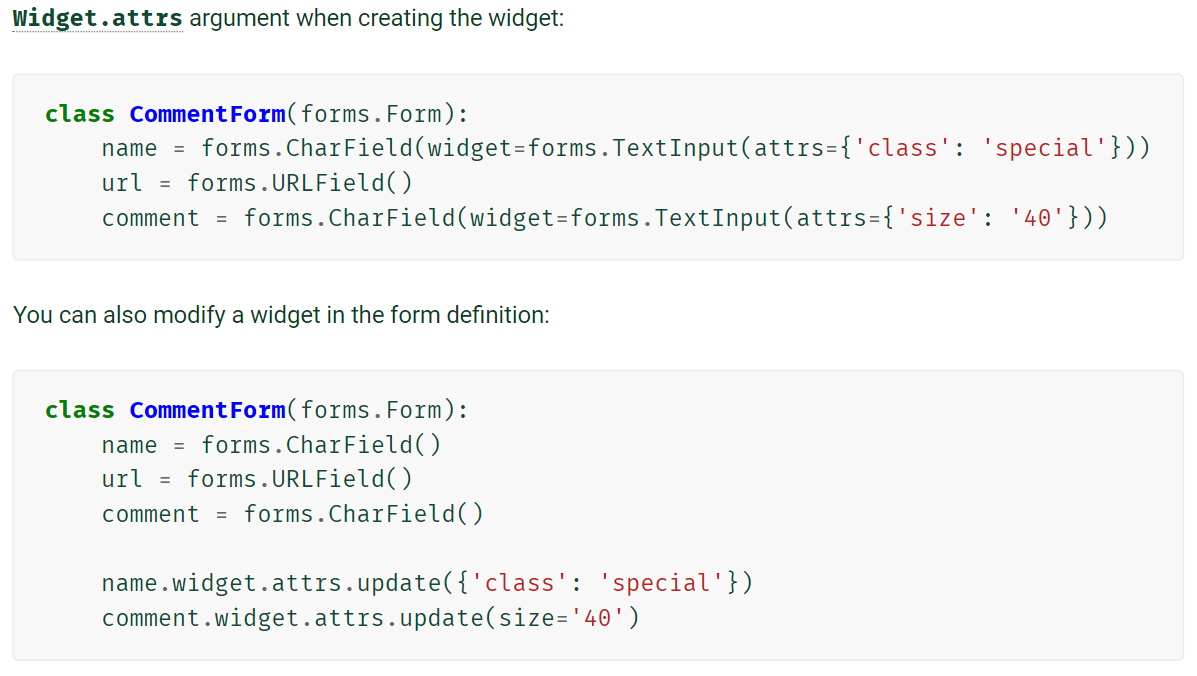 Widget.attrs argument when creating the widget:
class CommentForm(forms.Form):
    name = forms.CharField(widget=forms.TextInput(attrs={'class': 'special'}))
    url = forms.URLField()
    comment = forms.CharField(widget=forms.TextInput(attrs={'size': '40'}))
You can also modify a widget in the form definition:
class CommentForm(forms.Form):
    name = forms.CharField()
    url = forms.URLField()
    comment = forms.CharField()
    name.widget.attrs.update({'class': 'special'})
    comment.widget.attrs.update(size='40')